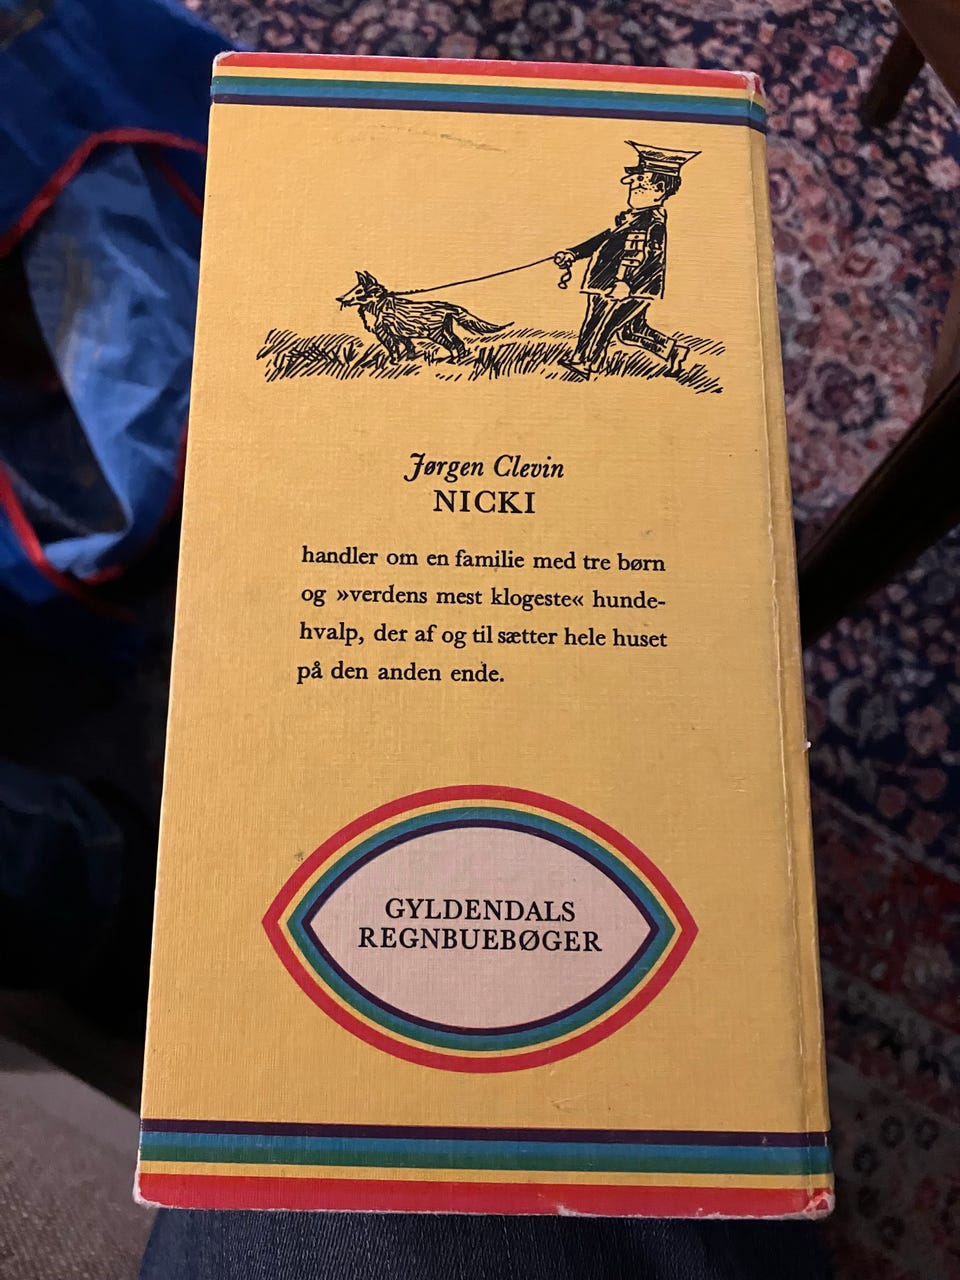 Jørgen Clevin
NICKI
handler om en familie med tre børn
og »verdens mest klogeste« hunde-
hvalp, der af og til sætter hele huset
på den anden ende.
GYLDENDALS
REGNBUEBØGER